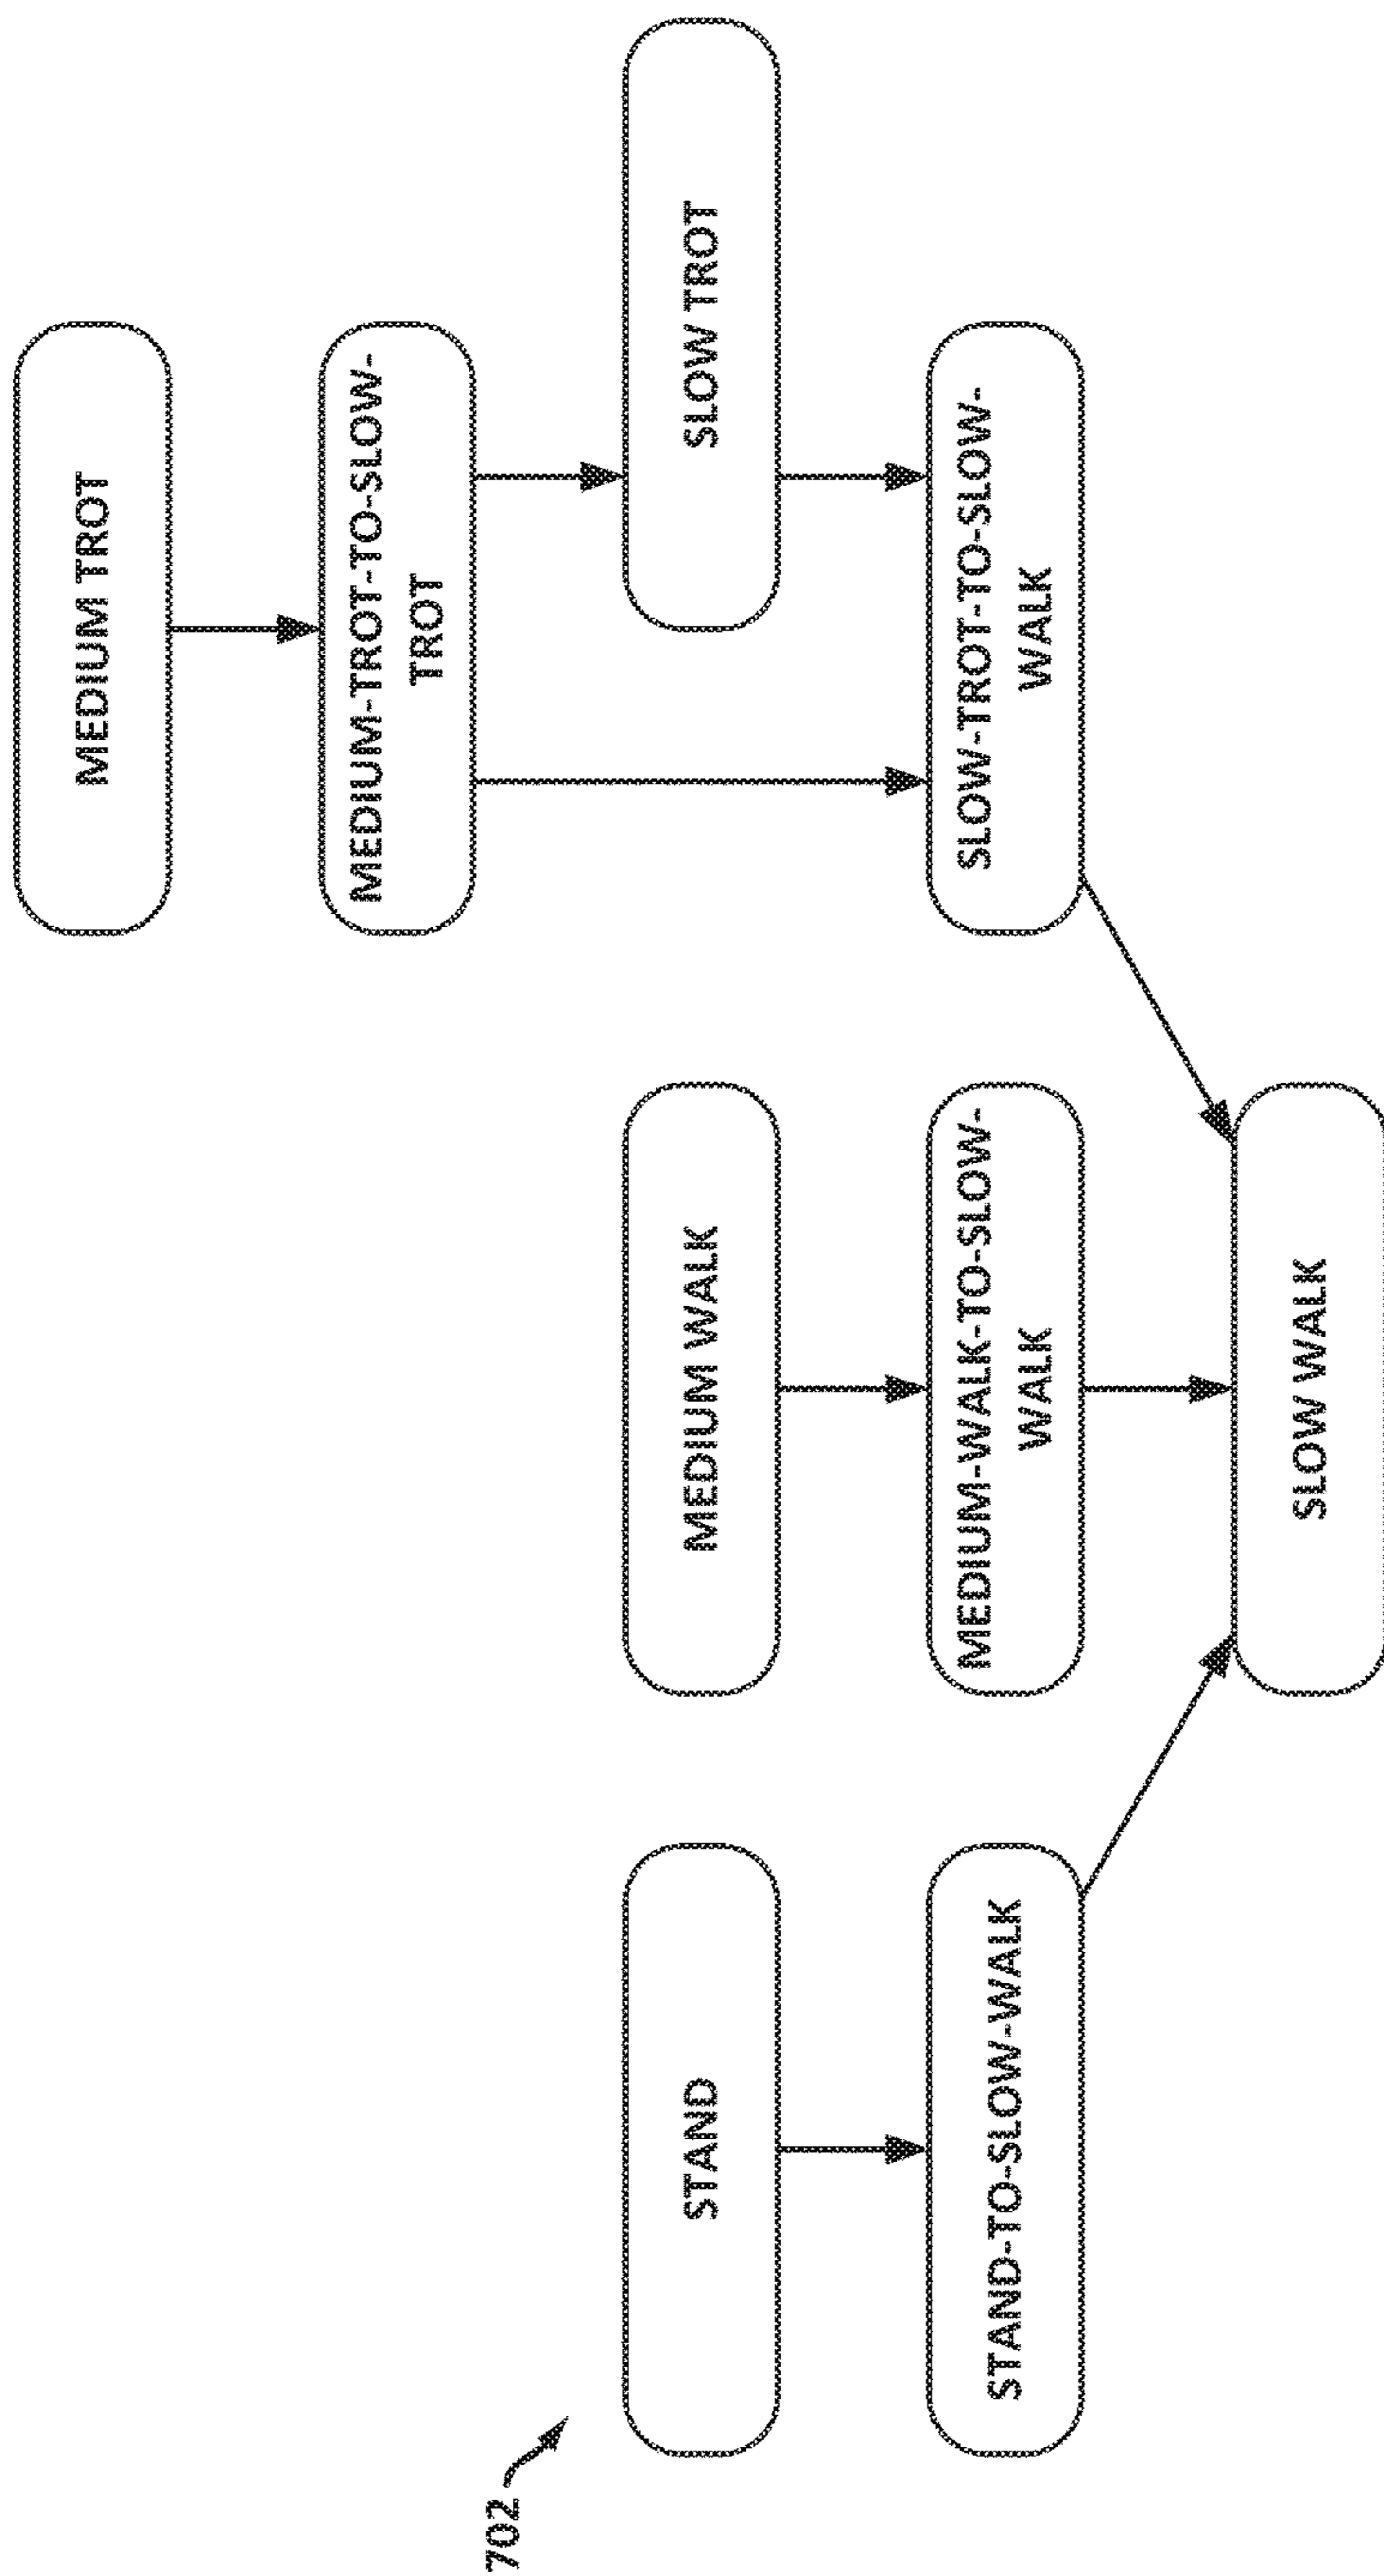 702
MEDIUM TROT
MEDIUM-TROT-TO-SLOW-
TROT
STAND
MEDIUM WALK
SLOW TROT
STAND-TO-SLOW-WALK
MEDIUM-WALK-TO-SLOW-
WALK
SLOW-TROT-TO-SLOW-
WALK
SLOW WALK